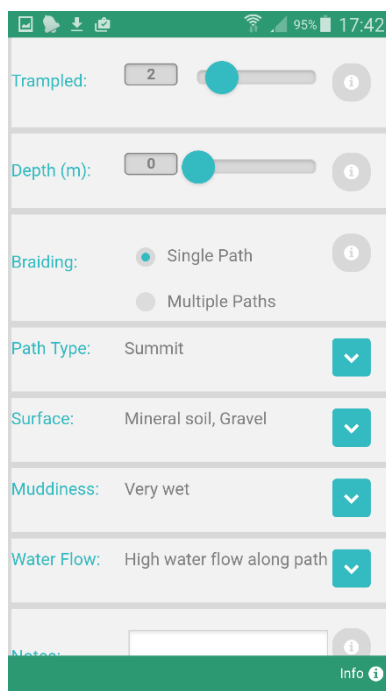 95% 17:42
Trampled: 2
Depth (m): 0
Braiding: Single Path
Multiple Paths
Path Type: Summit
Surface: Mineral soil, Gravel
Muddiness: Very wet
Water Flow: High water flow along path
Notes:
Info